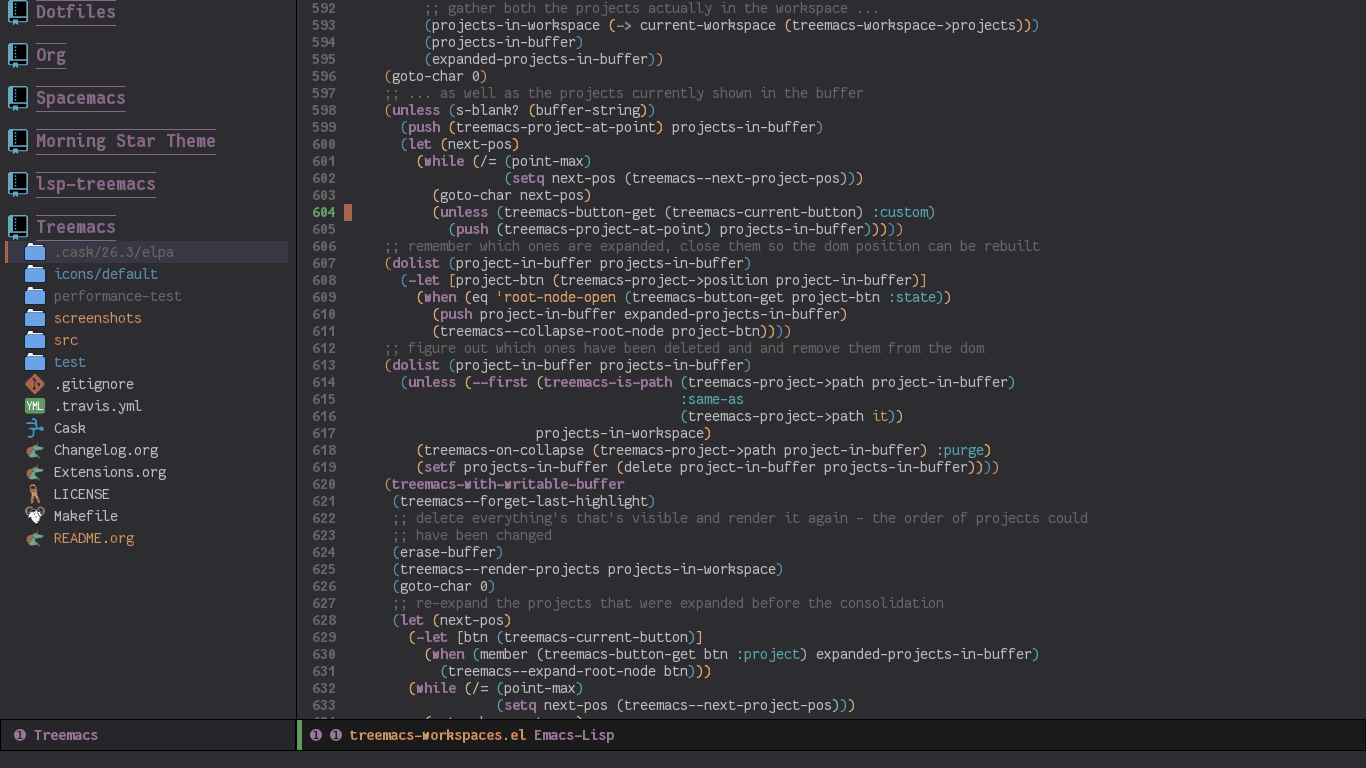 Dotfiles
Org
Spacemacs
Morning Star Theme
lsp-treemacs
Treemacs
.cask/26.3/elpa
icons/default
performance-test
screenshots
src
test
.gitignore
YML .travis.yml
Cask
Changelog.org
Extensions.org
LICENSE
Makefile
README.org
592 ;; gather both the projects actually in the workspace ...
593 (projects-in-workspace (-> current-workspace (treemacs-workspace->projects)))
594 (projects-in-buffer)
595 (expanded-projects-in-buffer))
596 (goto-char 0)
597 ;; ... as well as the projects currently shown in the buffer
598 (unless (s-blank? (buffer-string))
599 (push (treemacs-project-at-point) projects-in-buffer)
600 (let (next-pos)
601 (while (/= (point-max)
602 (setq next-pos (treemacs--next-project-pos)))
603 (goto-char next-pos)
604 (unless (treemacs-button-get (treemacs-current-button) :custom)
605 (push (treemacs-project-at-point) projects-in-buffer)))))
606 ;; remember which ones are expanded, close them so the dom position can be rebuilt
607 (dolist (project-in-buffer projects-in-buffer)
608 (-let [project-btn (treemacs-project->position project-in-buffer)]
609 (when (eq 'root-node-open (treemacs-button-get project-btn :state))
610 (push project-in-buffer expanded-projects-in-buffer)
611 (treemacs--collapse-root-node project-btn))))
612 ;; figure out which ones have been deleted and and remove them from the dom
613 (dolist (project-in-buffer projects-in-buffer)
614 (unless (--first (treemacs-is-path (treemacs-project->path project-in-buffer)
615 :same-as
616 (treemacs-project->path it))
617 projects-in-workspace)
618 (treemacs-on-collapse (treemacs-project->path project-in-buffer) :purge)
619 (setf projects-in-buffer (delete project-in-buffer projects-in-buffer))))
620 (treemacs-with-writable-buffer
621 (treemacs--forget-last-highlight)
622 ;; delete everything's that's visible and render it again - the order of projects could
623 ;; have been changed
624 (erase-buffer)
625 (treemacs--render-projects projects-in-workspace)
626 (goto-char 0)
627 ;; re-expand the projects that were expanded before the consolidation
628 (let (next-pos)
629 (-let [btn (treemacs-current-button)]
630 (when (member (treemacs-button-get btn :project) expanded-projects-in-buffer)
631 (treemacs--expand-root-node btn)))
632 (while (/= (point-max)
633 (setq next-pos (treemacs--next-project-pos)))
❶ Treemacs
❶ ❶ treemacs-workspaces.el Emacs-Lisp